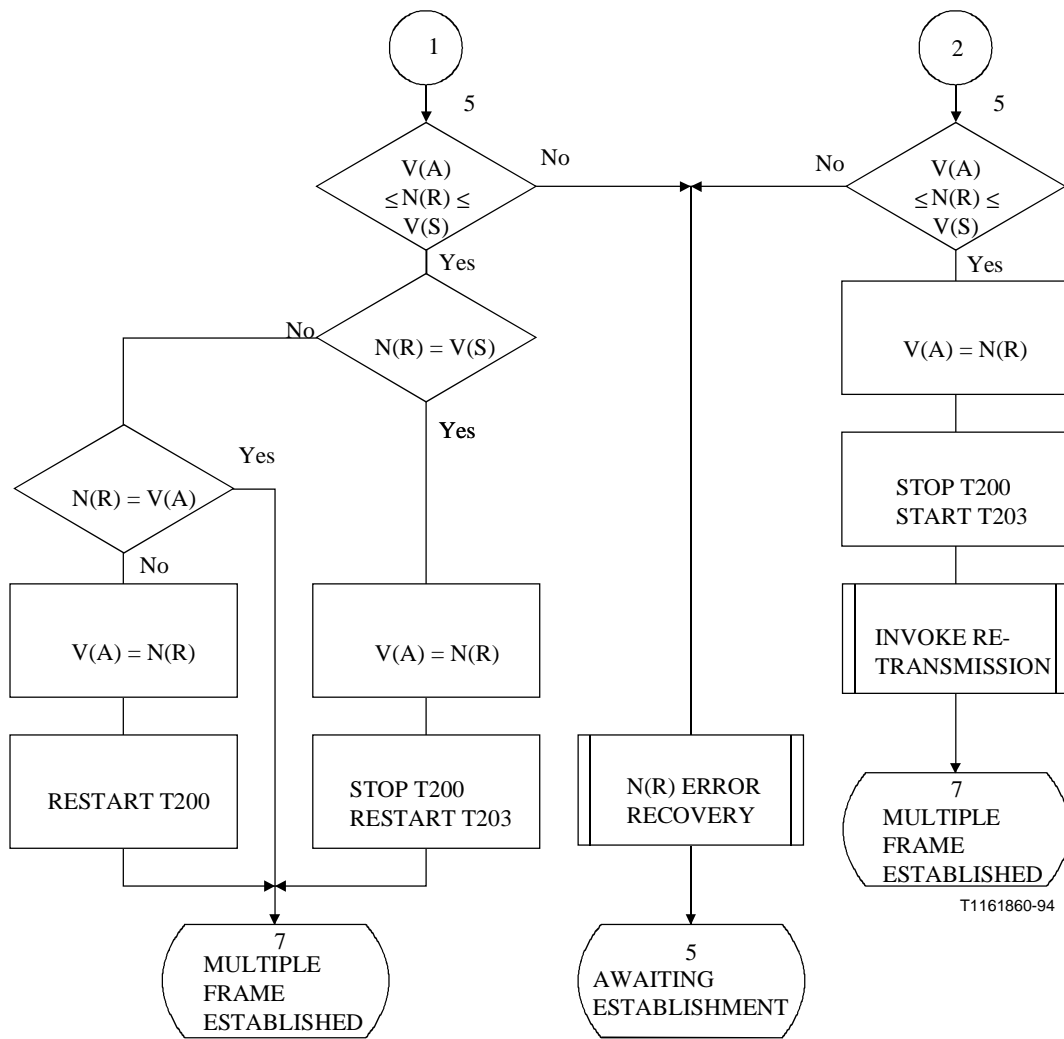 1
2
5
5
V(A)
≤ N(R) ≤
V(S)
No
No
V(A)
≤ N(R) ≤
V(S)
Yes
Yes
No
N(R) = V(S)
V(A) = N(R)
Yes
Yes
N(R) = V(A)
STOP T200
START T203
No
V(A) = N(R)
V(A) = N(R)
INVOKE RE-
TRANSMISSION
RESTART T200
STOP T200
RESTART T203
N(R) ERROR
RECOVERY
7
MULTIPLE
FRAME
ESTABLISHED
T1161860-94
7
MULTIPLE
FRAME
ESTABLISHED
5
AWAITING
ESTABLISHMENT